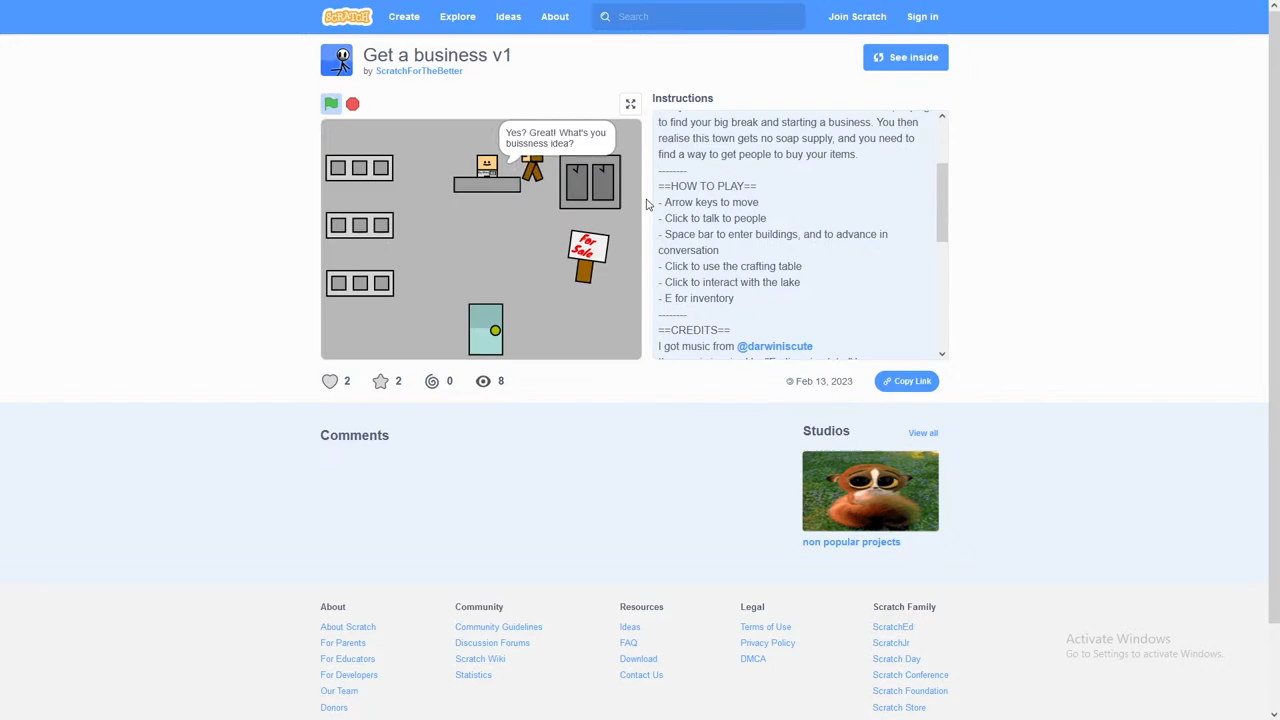 SCRATCH
Create
Explore
Ideas
About
Search
Join Scratch
Sign in
Get a business v1
by ScratchForTheBetter
See inside
Instructions
Yes? Great! What's you
buissness idea?
For
Sale
to find your big break and starting a business. You then
realise this town gets no soap supply, and you need to
find a way to get people to buy your items.
--------
==HOW TO PLAY==
- Arrow keys to move
- Click to talk to people
- Space bar to enter buildings, and to advance in
conversation
- Click to use the crafting table
- Click to interact with the lake
- E for inventory
--------
==CREDITS==
I got music from @darwiniscute
2
2
0
8
Feb 13, 2023
Copy Link
Comments
Studios
View all
non popular projects
About
About Scratch
For Parents
For Educators
For Developers
Our Team
Donors
Community
Community Guidelines
Discussion Forums
Scratch Wiki
Statistics
Resources
Ideas
FAQ
Download
Contact Us
Legal
Terms of Use
Privacy Policy
DMCA
Scratch Family
ScratchEd
ScratchJr
Scratch Day
Scratch Conference
Scratch Foundation
Scratch Store
Activate Windows
Go to Settings to activate Windows.